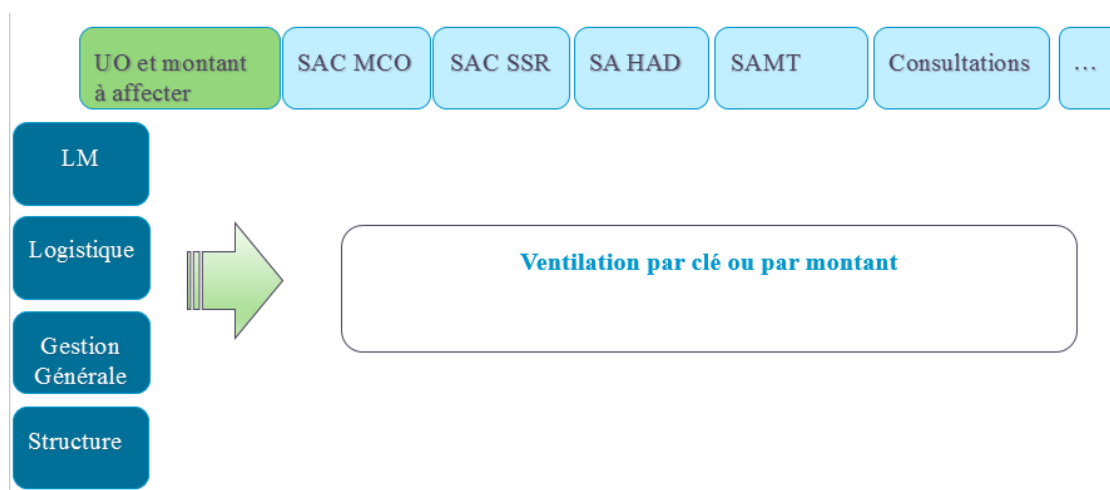 UO et montant
à affecter
SAC MCO
SAC SSR
SA HAD
SAMT
Consultations
...
LM
Logistique
Gestion
Générale
Structure
Ventilation par clé ou par montant